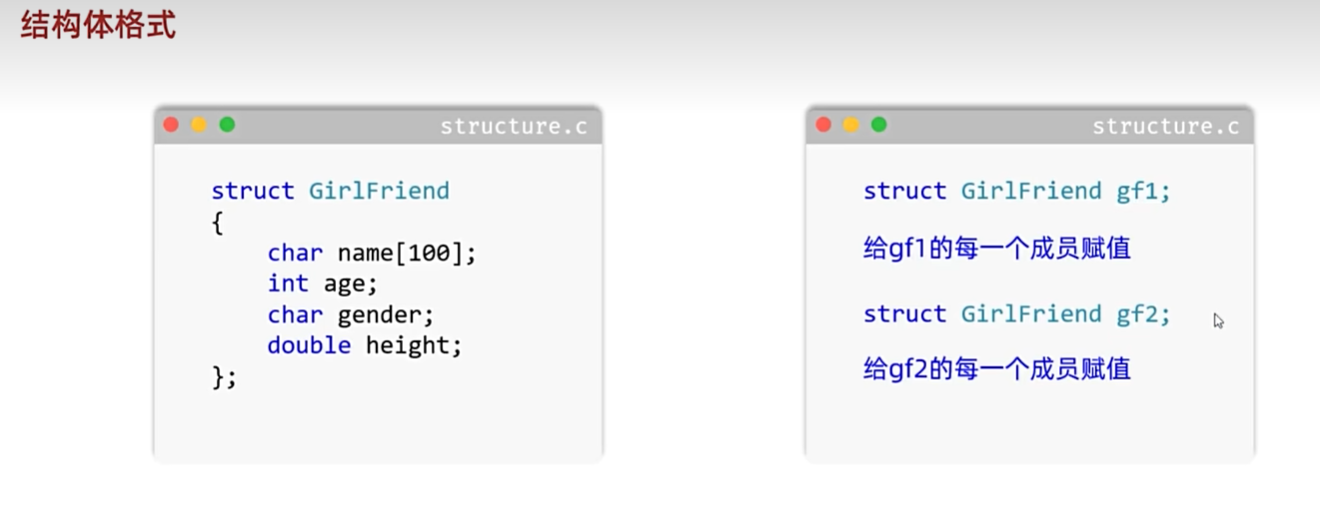 结构体格式
structure.c
struct GirlFriend
{
    char name[100];
    int age;
    char gender;
    double height;
};
structure.c
struct GirlFriend gf1;
给gf1的每一个成员赋值
struct GirlFriend gf2;
给gf2的每一个成员赋值